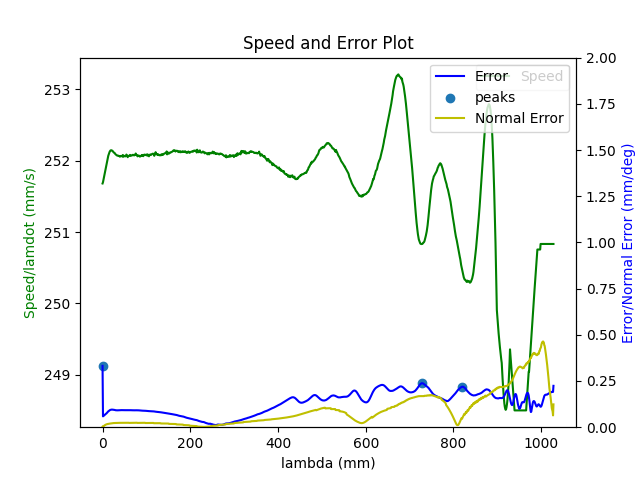 Speed and Error Plot
Speed/lamdot (mm/s)
253
252
251
250
249
Error
Speed
peaks
Normal Error
2.00
1.75
1.50
1.25
1.00
0.75
0.50
0.25
0.00
Error/Normal Error (mm/deg)
0 200 400 600 800 1000
lambda (mm)